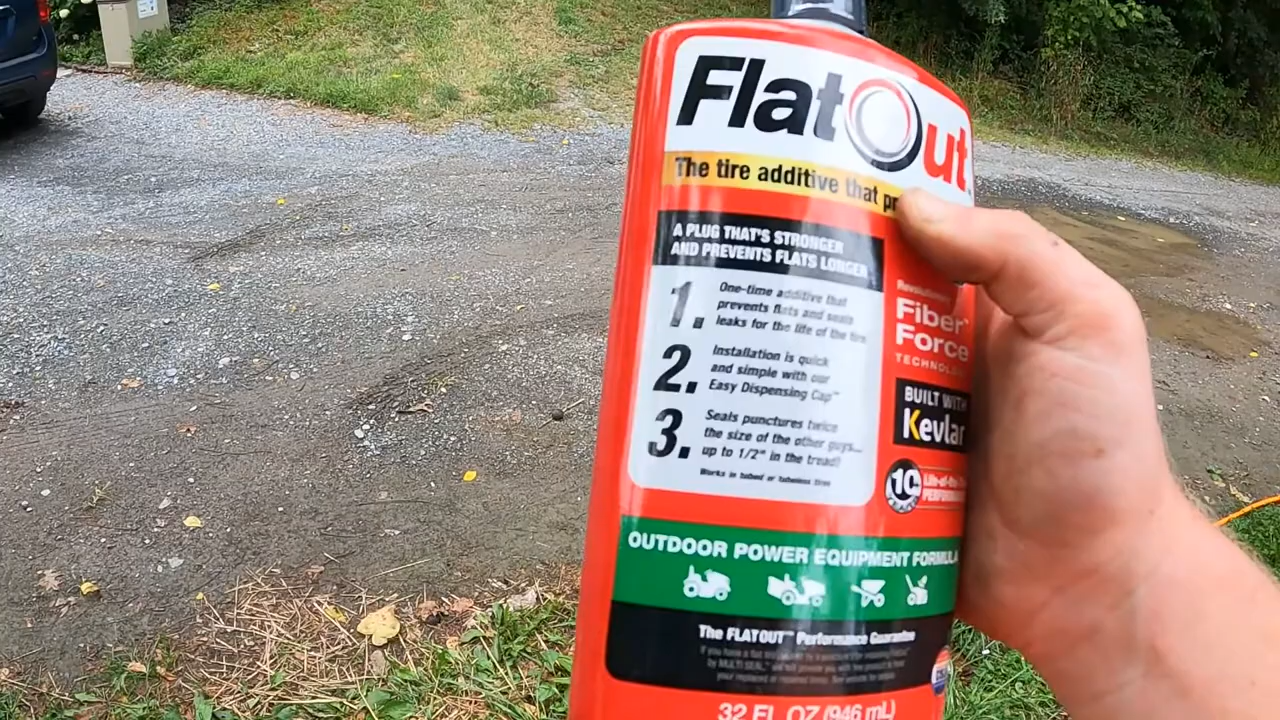 FlatOut
The tire additive that
A PLUG THAT'S STRONGER
AND PREVENTS FLATS LONGER
1. One-time additive that
prevents flats and seals
leaks for the life of the tire
2. Installation is quick
and simple with our
Easy Dispensing Cap™
3. Seals punctures twice
the size of the other guys...
up to 1/2" in the tread!
Works in tubed or tubeless tires
Fiber™
Force
BUILT WITH
Kevlar
10
OUTDOOR POWER EQUIPMENT FORMULA
The FLATOUT™ Performance Guarantee
32 FL OZ (946 mL)